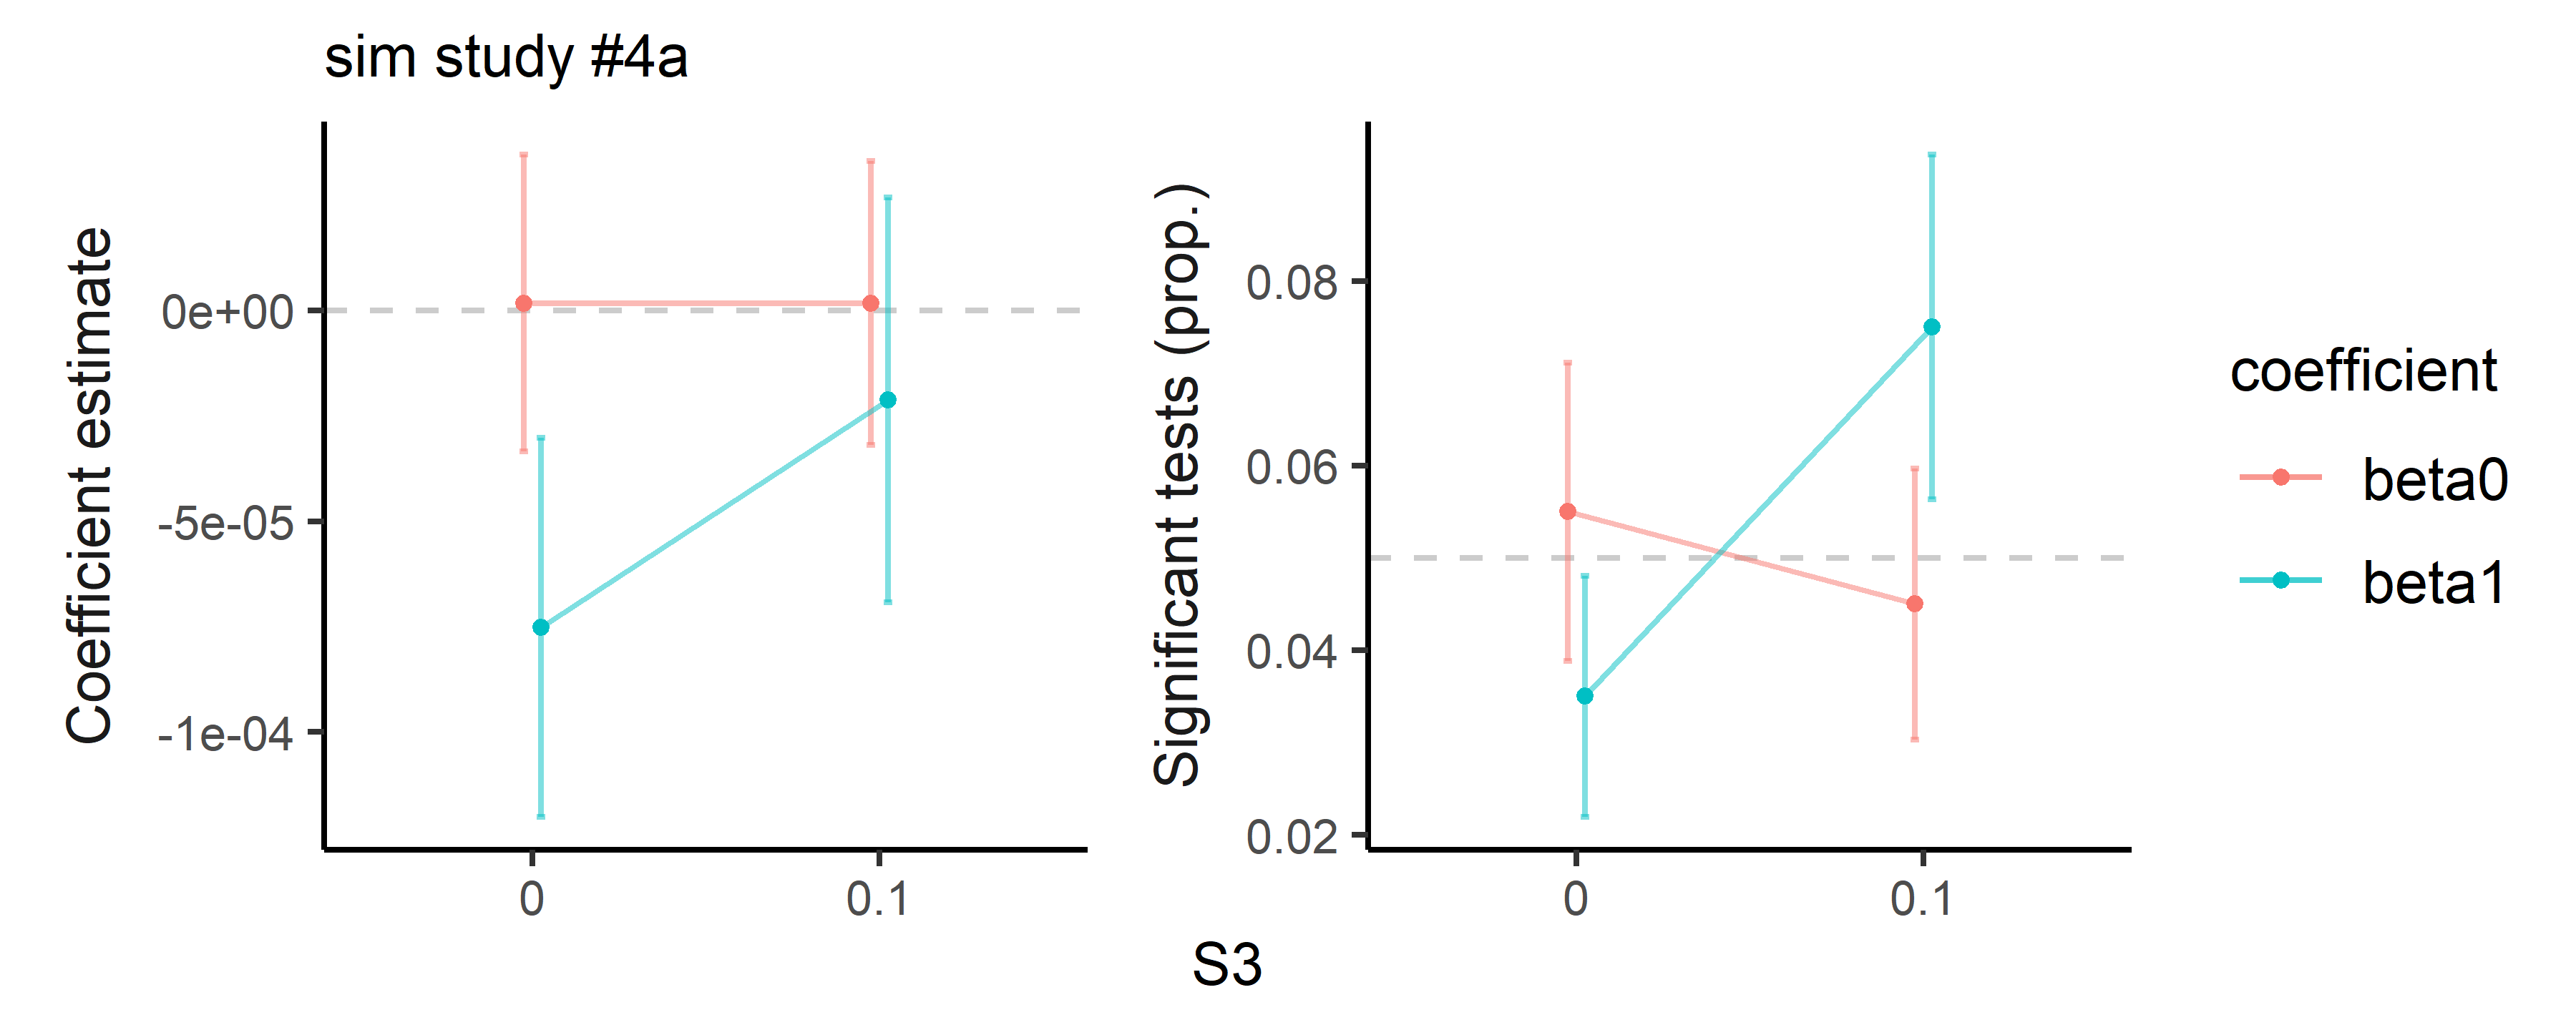 sim study #4a
Coefficient estimate
0e+00
-5e-05
-1e-04
0
0.1
Significant tests (prop.)
0.08
0.06
0.04
0.02
0
0.1
S3
coefficient
beta0
beta1